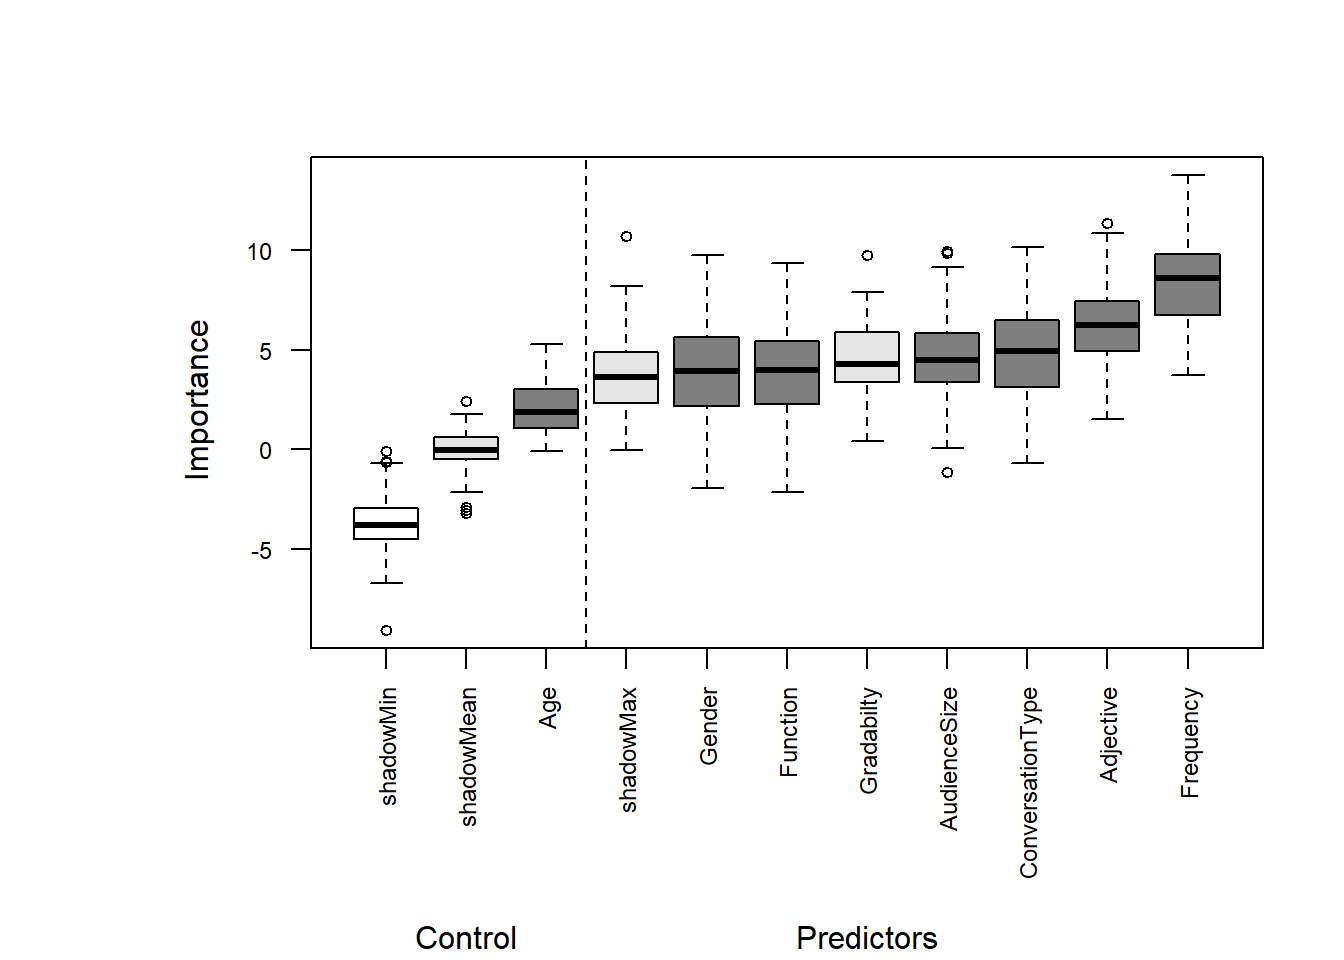 Importance
10
5
0
-5
shadowMin
shadowMean
Age
shadowMax
Gender
Function
Gradabilty
AudienceSize
ConversationType
Adjective
Frequency
Control
Predictors